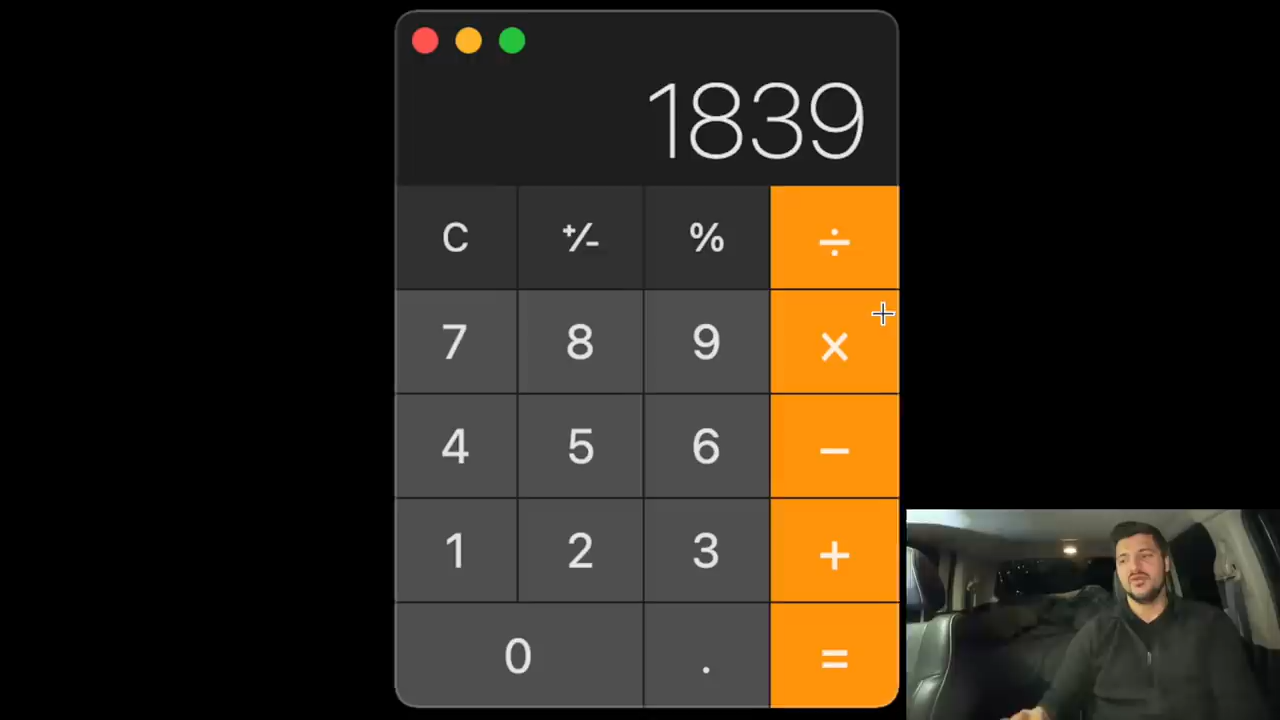 1839
C ⁺∕₋ % ÷
7 8 9 ×
4 5 6 −
1 2 3 +
0 . =